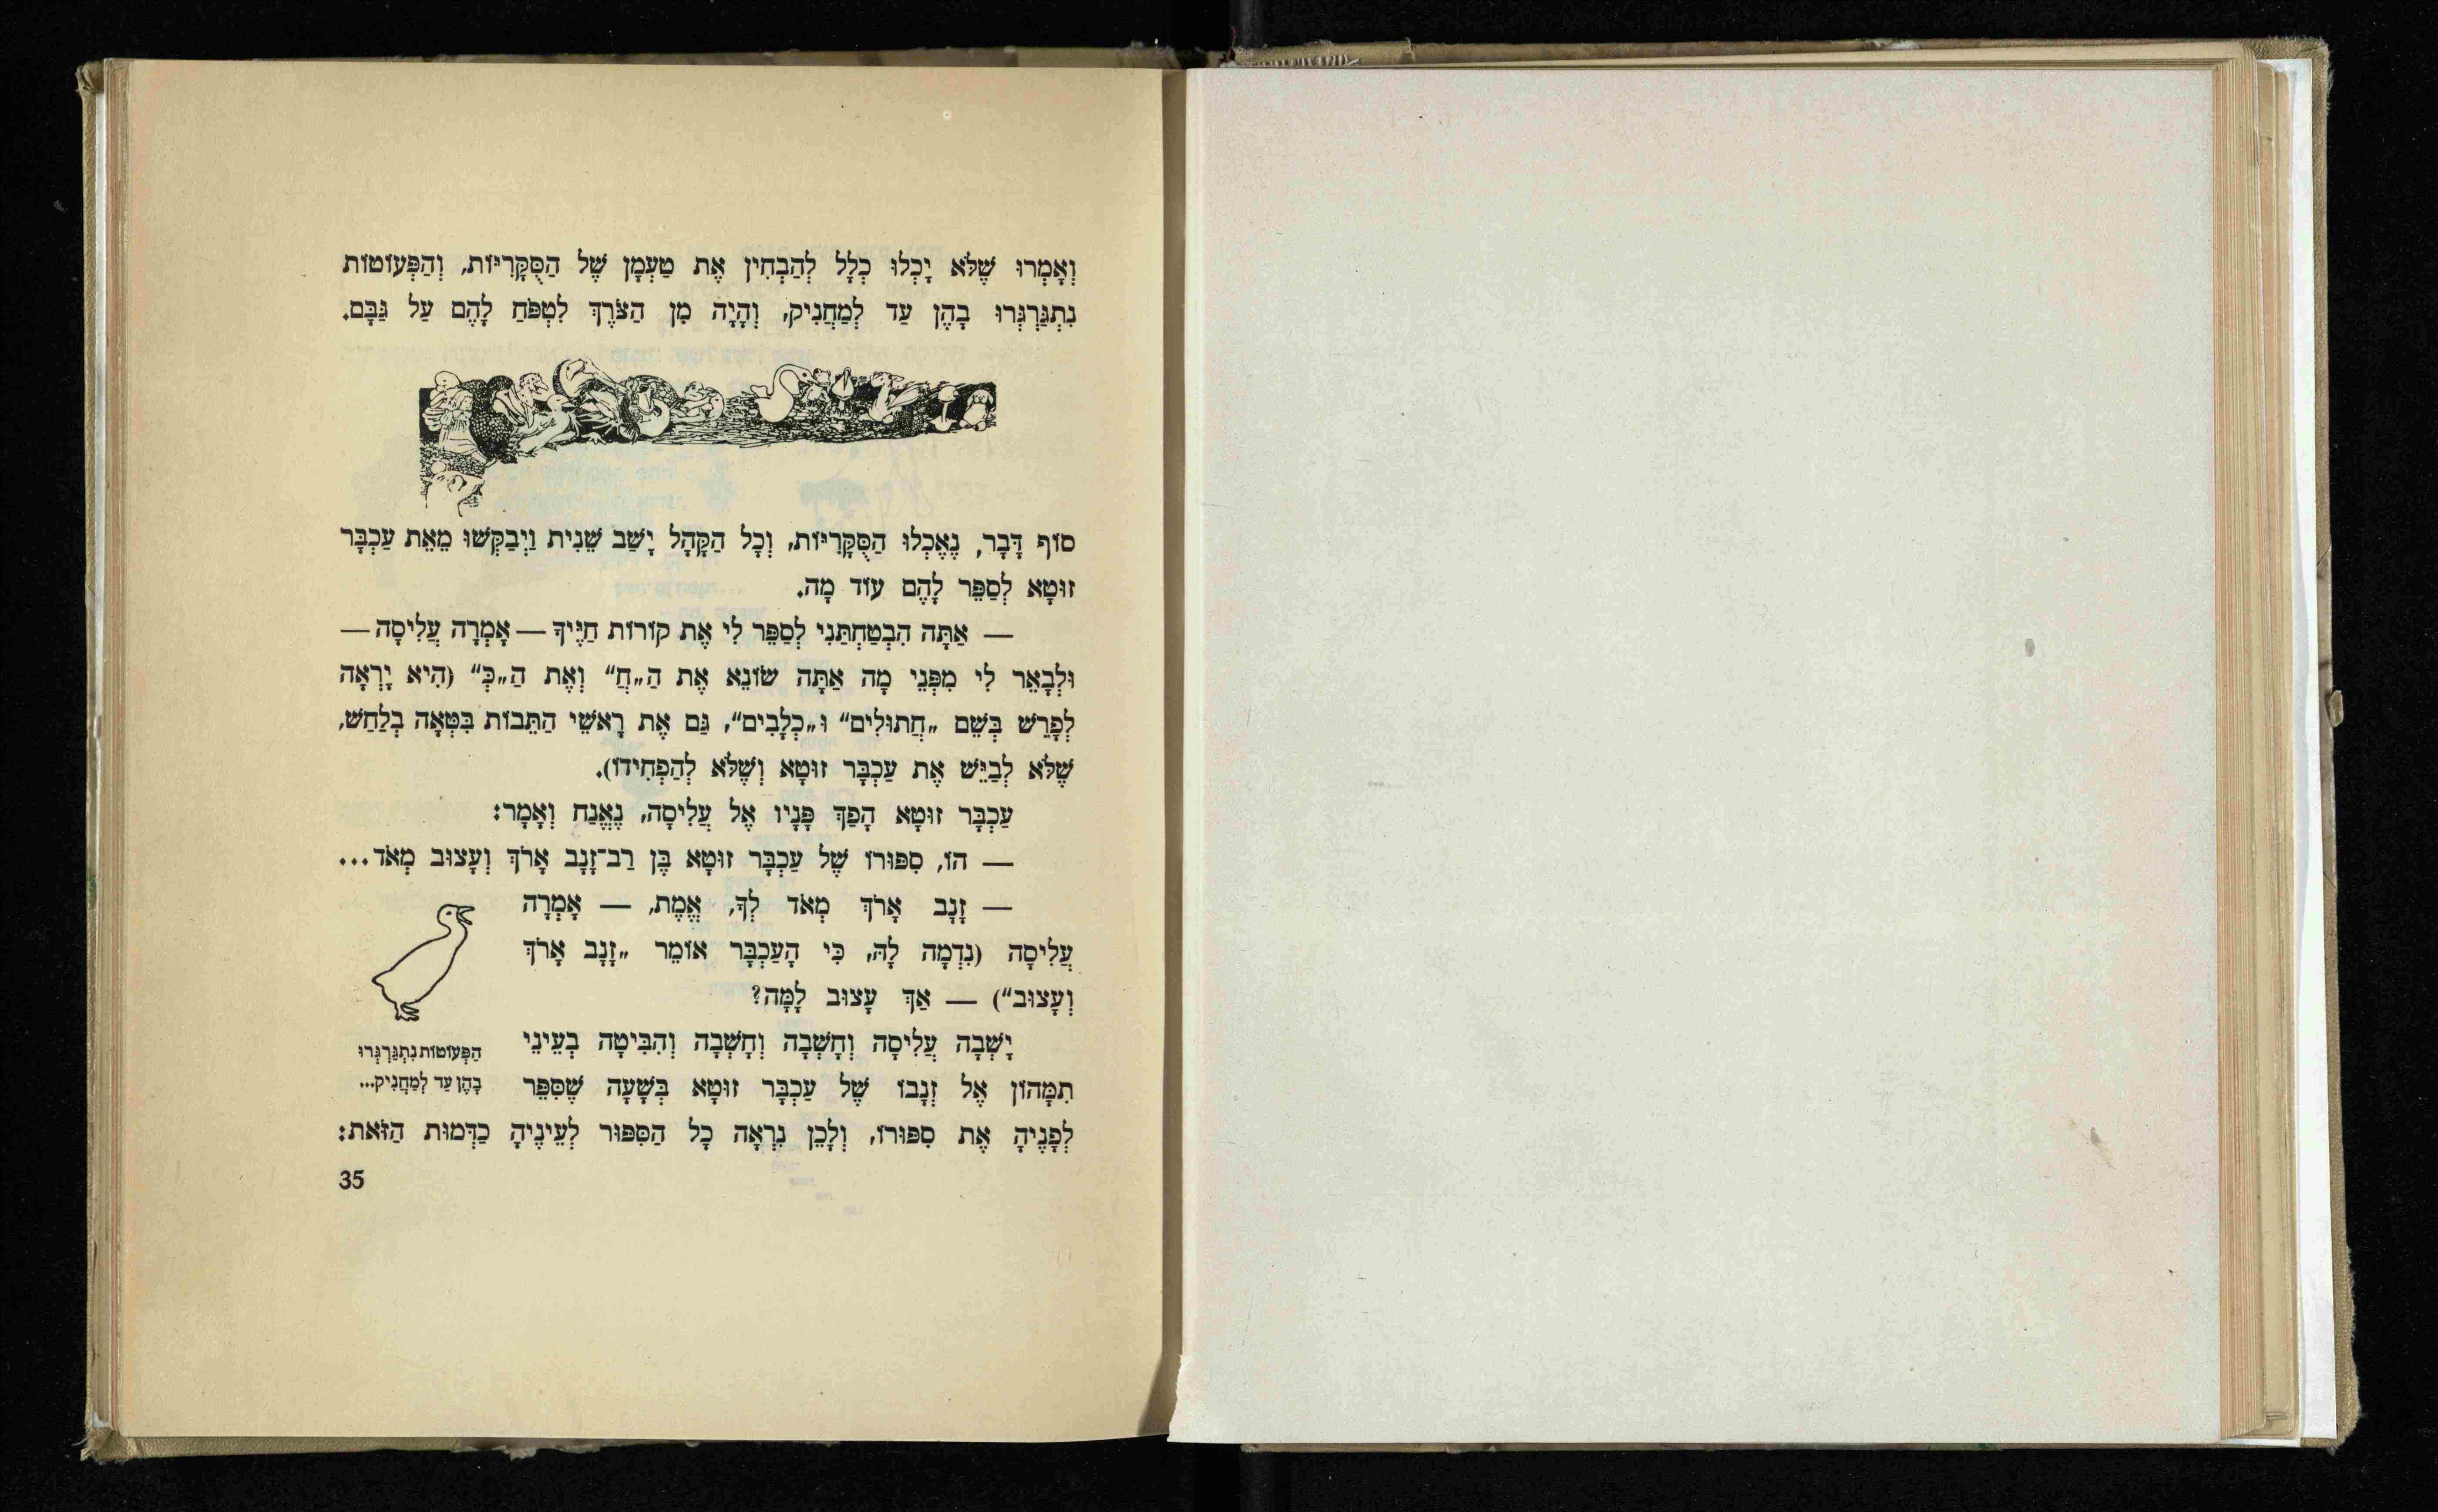 וְאָמְרוּ שֶׁלֹּא יָכְלוּ כְלָל לְהַבְחִין אֶת טַעְמָן שֶׁל הַסֻּקָּרִיּוֹת, וְהַפְּעוֹטוֹת
נִתְגַּרְגְּרוּ בָהֶן עַד לְמַחֲנִיק, וְהָיָה מִן הַצֹּרֶךְ לִטְפֹּחַ לָהֶם עַל גַּבָּם.
סוֹף דָּבָר, נֶאֶכְלוּ הַסֻּקָּרִיּוֹת, וְכָל הַקָּהָל יָשַׁב שֵׁנִית וַיְבַקְּשׁוּ מֵאֵת עַכְבָּר
זוּטָא לְסַפֵּר לָהֶם עוֹד מָה.
— אַתָּה הִבְטַחְתַּנִי לְסַפֵּר לִי אֶת קוֹרוֹת חַיֶּיךָ — אָמְרָה עֲלִיסָה —
וּלְבָאֵר לִי מִפְּנֵי מָה אַתָּה שׂוֹנֵא אֶת הַ„חֲ“ וְאֶת הַ„כְּ“ (הִיא יָרְאָה
לְפָרֵשׁ בְּשֵׁם „חֲתוּלִים“ וּ„כְלָבִים“, גַּם אֶת רָאשֵׁי הַתֵּבוֹת בִּטְּאָה בְלַחַשׁ,
שֶׁלֹּא לְבַיֵּשׁ אֶת עַכְבָּר זוּטָא וְשֶׁלֹּא לְהַפְחִידוֹ).
עַכְבָּר זוּטָא הָפַךְ פָּנָיו אֶל עֲלִיסָה, נֶאֱנַח וְאָמָר:
— הוֹ, סִפּוּרוֹ שֶׁל עַכְבָּר זוּטָא בֶּן רַב־זָנָב אָרֹךְ וְעָצוּב מְאֹד...
— זָנָב אָרֹךְ מְאֹד לְךָ, אֱמֶת, — אָמְרָה
עֲלִיסָה (נִדְמָה לָהּ, כִּי הָעַכְבָּר אוֹמֵר „זָנָב אָרֹךְ
וְעָצוּב“) — אַךְ עָצוּב לָמָּה?
יָשְׁבָה עֲלִיסָה וְחָשְׁבָה וְחָשְׁבָה וְהִבִּיטָה בְעֵינֵי
תִמָּהוֹן אֶל זְנָבוֹ שֶׁל עַכְבָּר זוּטָא בְּשָׁעָה שֶׁסִּפֵּר
לְפָנֶיהָ אֶת סִפּוּרוֹ, וְלָכֵן נִרְאָה כָל הַסִּפּוּר לְעֵינֶיהָ כַּדְּמוּת הַזֹּאת:
הַפְּעוֹטוֹת נִתְגַּרְגְּרוּ
בָהֶן עַד לְמַחֲנִיק...
35